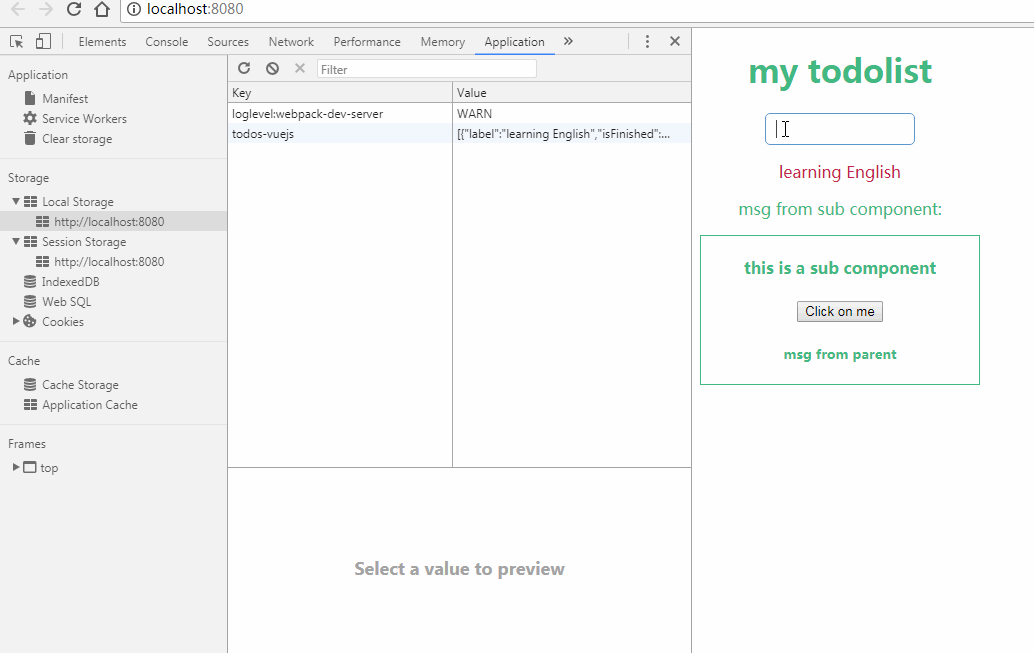 localhost:8080
Elements Console Sources Network Performance Memory Application »
Application
Manifest
Service Workers
Clear storage
Storage
Local Storage
http://localhost:8080
Session Storage
http://localhost:8080
IndexedDB
Web SQL
Cookies
Cache
Cache Storage
Application Cache
Frames
top
Filter
Key Value
loglevel:webpack-dev-server WARN
todos-vuejs [{"label":"learning English","isFinished":...
Select a value to preview
my todolist
learning English
msg from sub component:
this is a sub component
Click on me
msg from parent